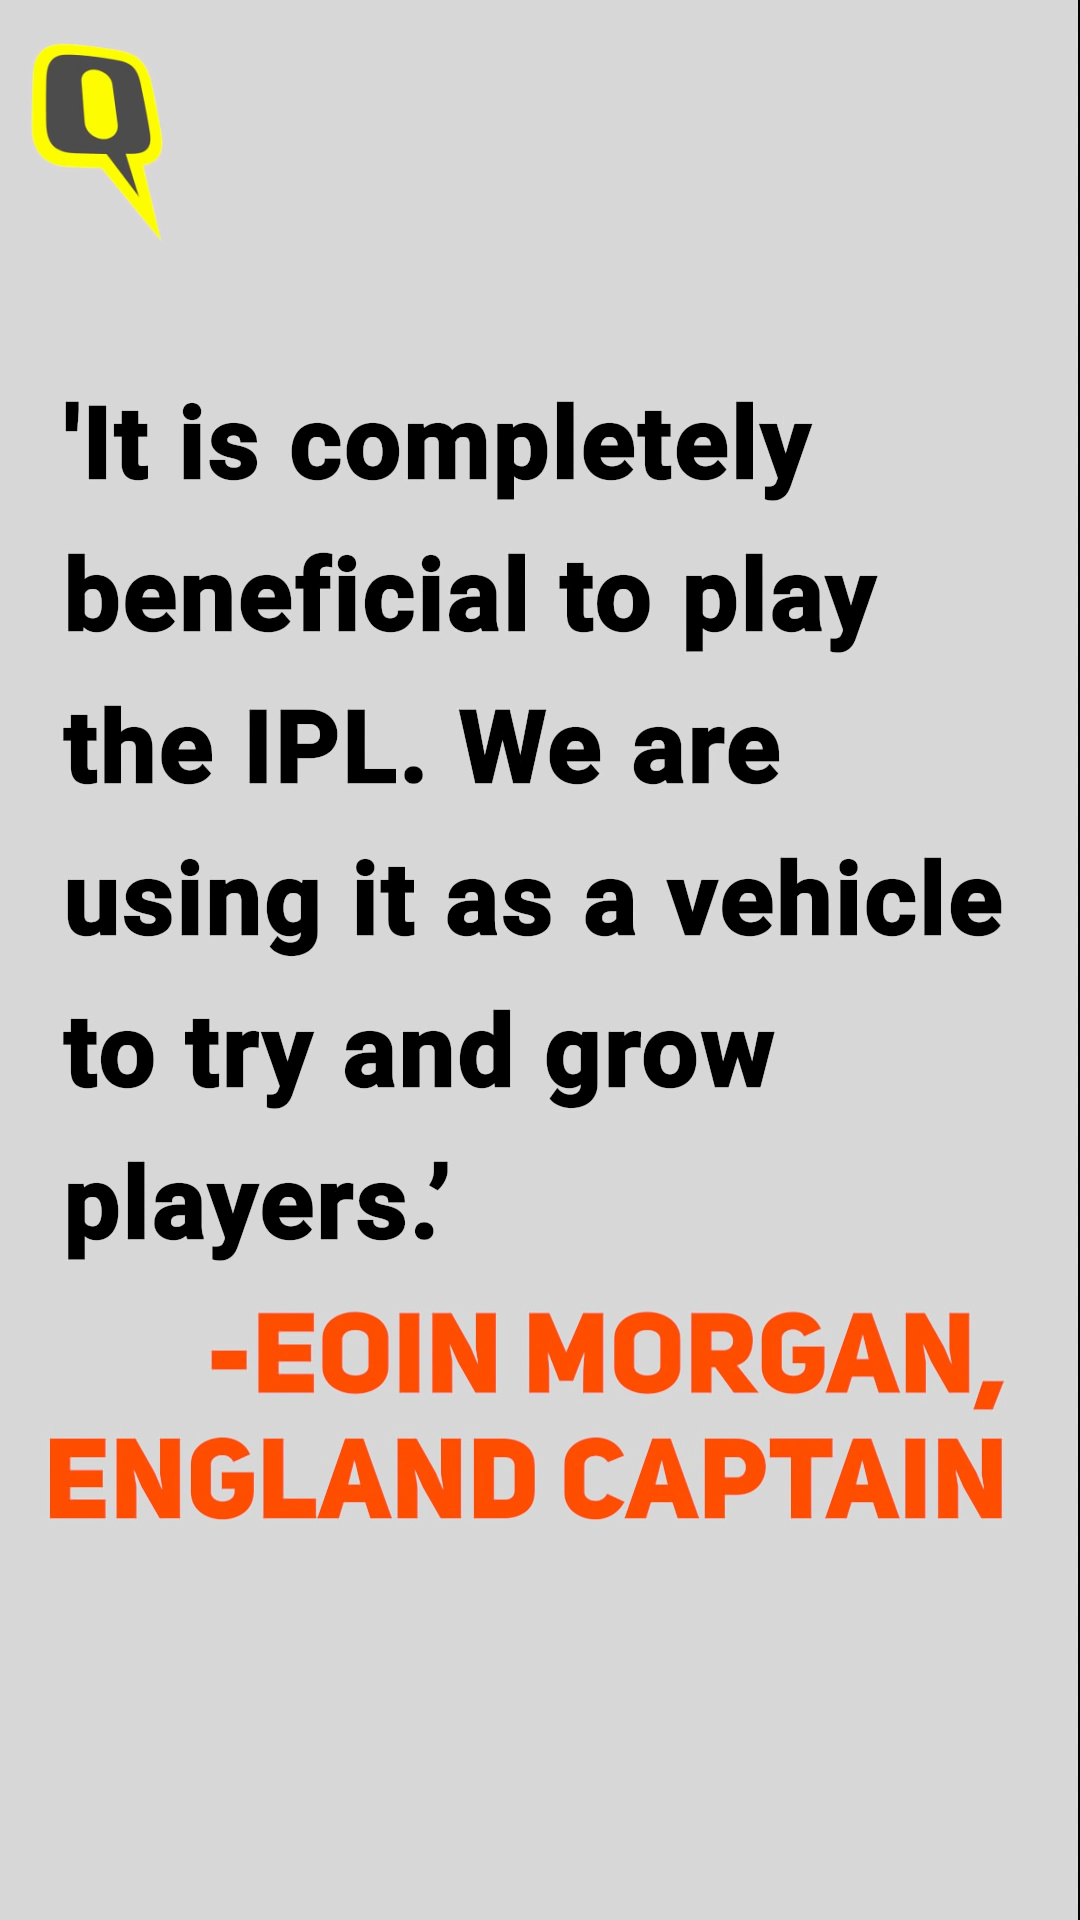 Q
'It is completely
beneficial to play
the IPL. We are
using it as a vehicle
to try and grow
players.’
-EOIN MORGAN,
ENGLAND CAPTAIN